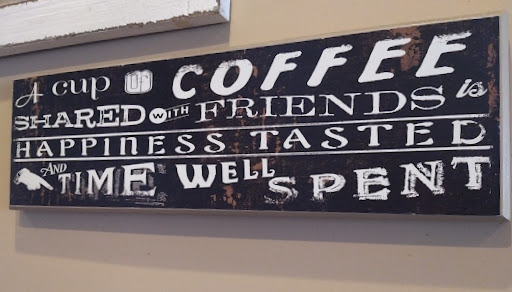 A cup OF COFFEE
SHARED WITH FRIENDS is
HAPPINESS TASTED
AND TIME WELL SPENT